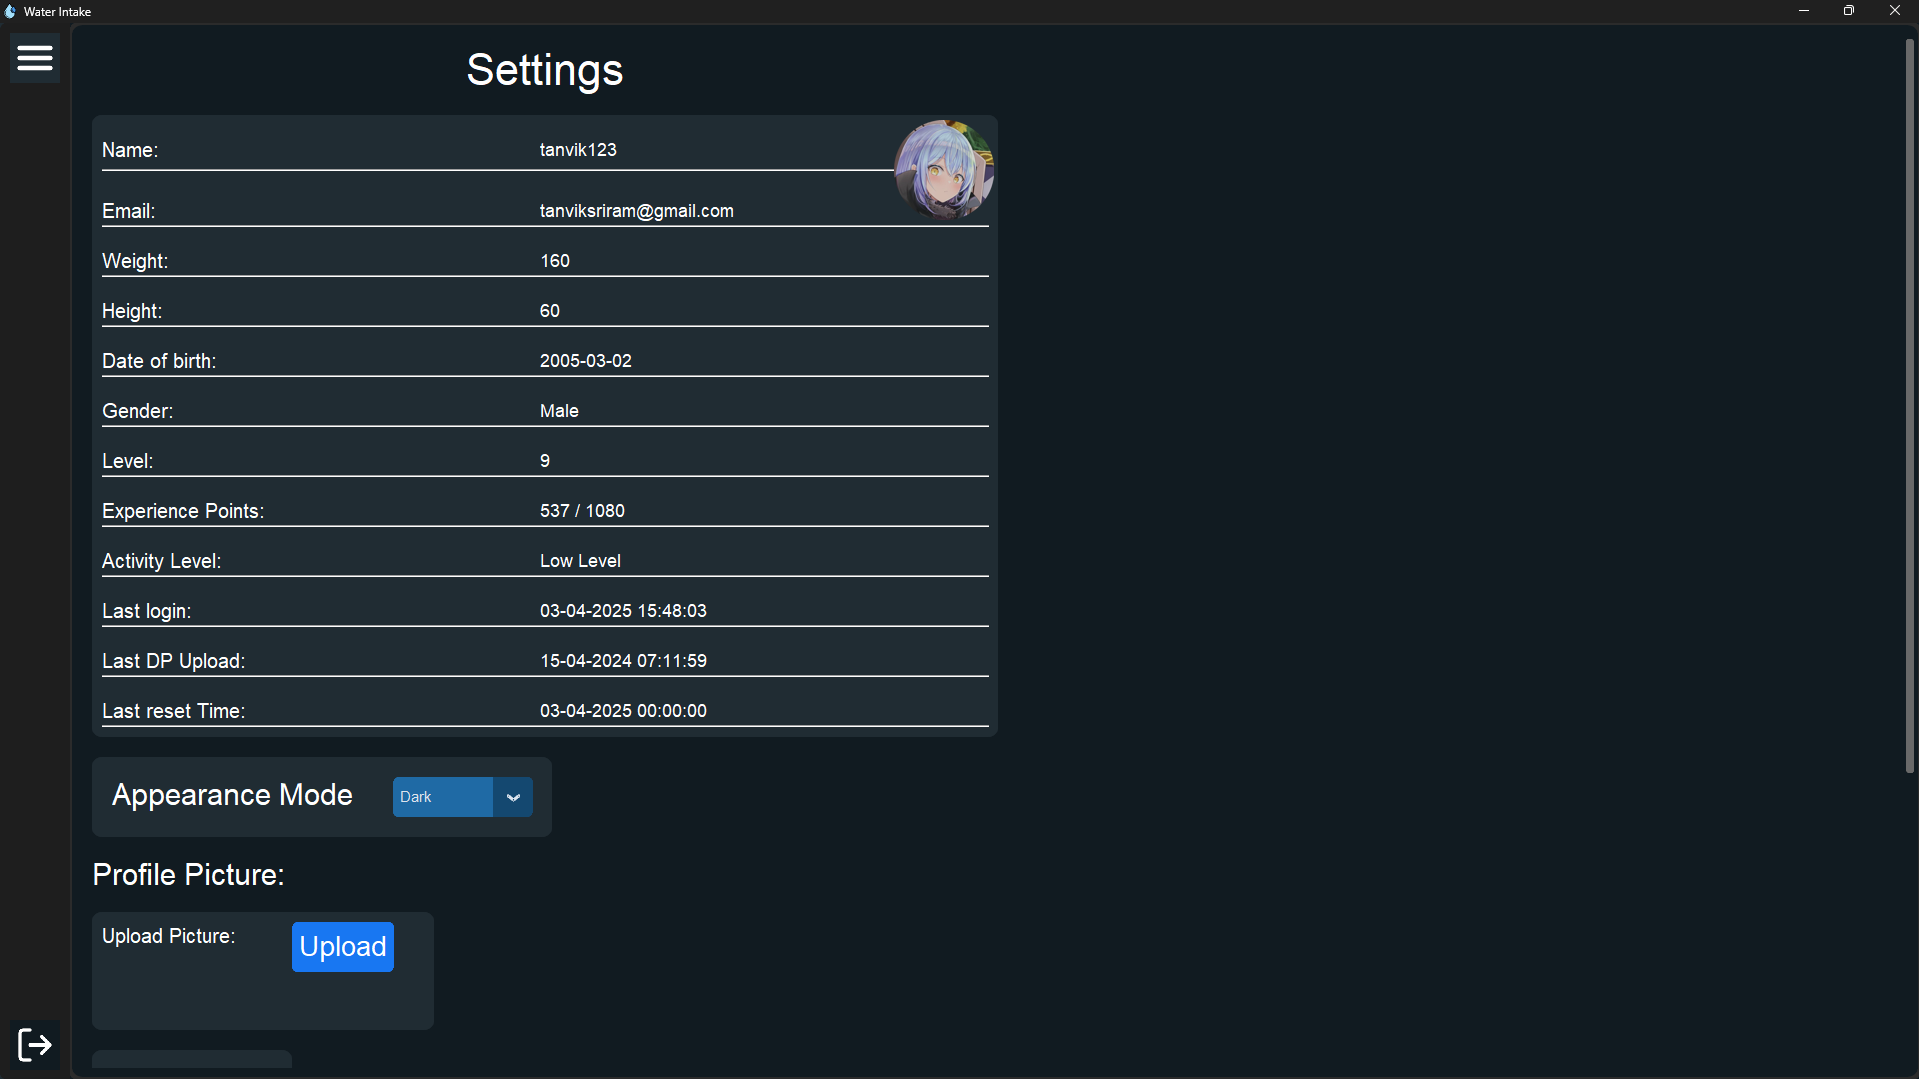 Water Intake
Settings
Name: tanvik123
Email: tanviksriram@gmail.com
Weight: 160
Height: 60
Date of birth: 2005-03-02
Gender: Male
Level: 9
Experience Points: 537 / 1080
Activity Level: Low Level
Last login: 03-04-2025 15:48:03
Last DP Upload: 15-04-2024 07:11:59
Last reset Time: 03-04-2025 00:00:00
Appearance Mode Dark
Profile Picture:
Upload Picture: Upload